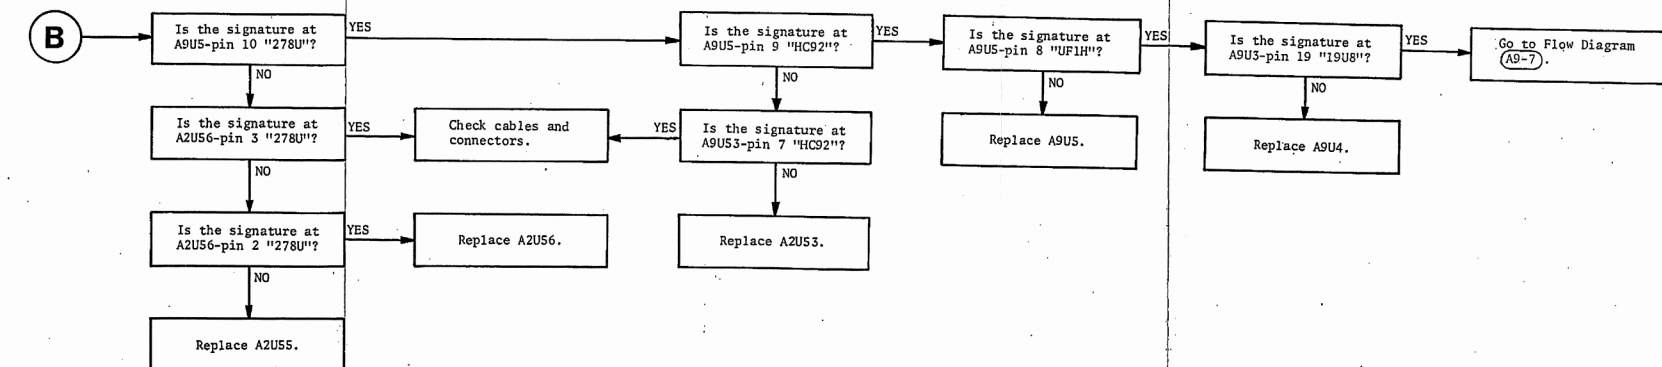 B
Is the signature at
A9U5-pin 10 "278U"?
YES
Is the signature at
A9U5-pin 9 "HC92"?
YES
Is the signature at
A9U5-pin 8 "UF1H"?
YES
Is the signature at
A9U3-pin 19 "19U8"?
YES
Go to Flow Diagram
A9-7.
NO
NO
NO
NO
Is the signature at
A2U56-pin 3 "278U"?
YES
Check cables and
connectors.
YES
Is the signature at
A9U53-pin 7 "HC92"?
Replace A9U5.
Replace A9U4.
NO
NO
Is the signature at
A2U56-pin 2 "278U"?
YES
Replace A2U56.
Replace A2U53.
NO
Replace A2U55.